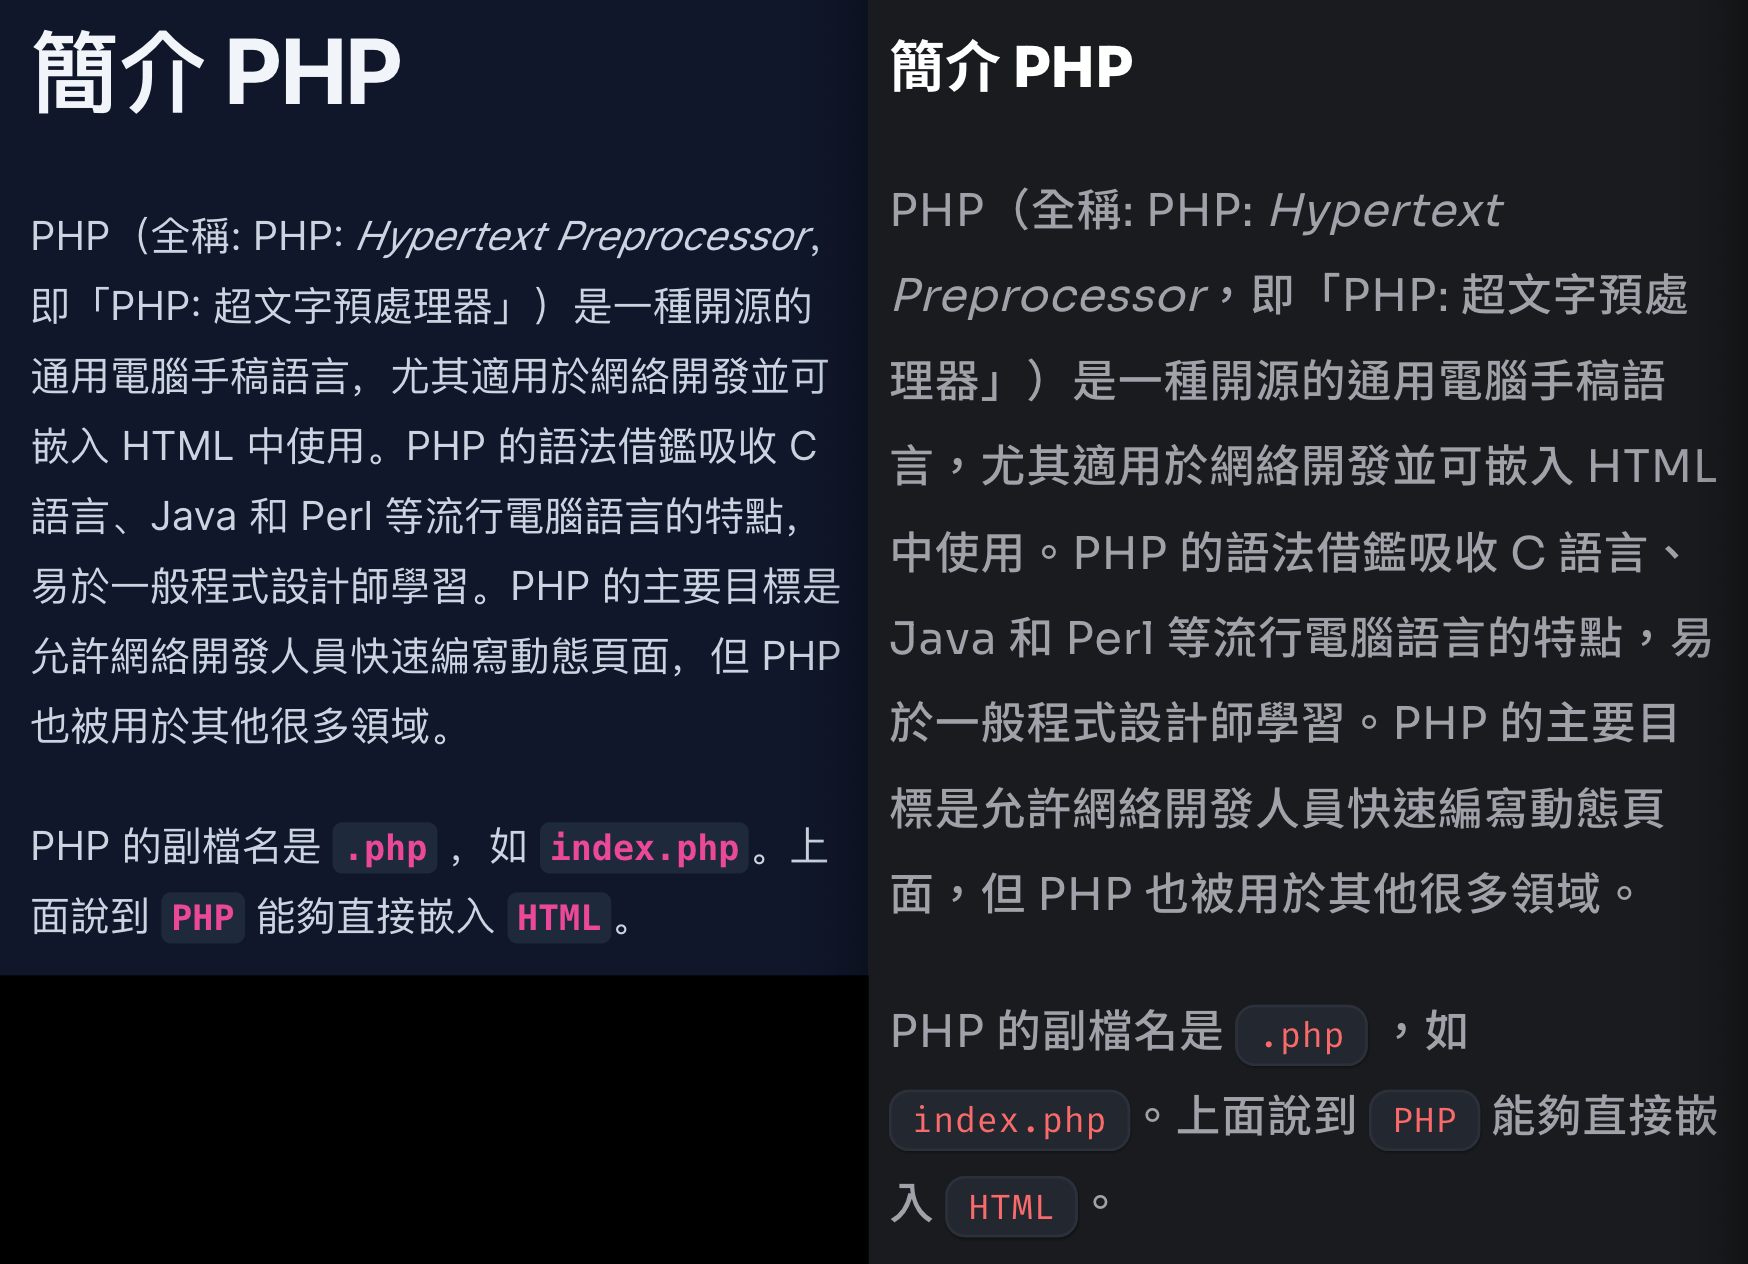 簡介 PHP
PHP（全稱: PHP: Hypertext Preprocessor，
即「PHP: 超文字預處理器」）是一種開源的
通用電腦手稿語言，尤其適用於網絡開發並可
嵌入 HTML 中使用。PHP 的語法借鑑吸收 C
語言、Java 和 Perl 等流行電腦語言的特點，
易於一般程式設計師學習。PHP 的主要目標是
允許網絡開發人員快速編寫動態頁面，但 PHP
也被用於其他很多領域。
PHP 的副檔名是 .php ，如 index.php。上
面說到 PHP 能夠直接嵌入 HTML。
簡介 PHP
PHP（全稱: PHP: Hypertext
Preprocessor，即「PHP: 超文字預處
理器」）是一種開源的通用電腦手稿語
言，尤其適用於網絡開發並可嵌入 HTML
中使用。PHP 的語法借鑑吸收 C 語言、
Java 和 Perl 等流行電腦語言的特點，易
於一般程式設計師學習。PHP 的主要目
標是允許網絡開發人員快速編寫動態頁
面，但 PHP 也被用於其他很多領域。
PHP 的副檔名是 .php ，如
index.php 。上面說到 PHP 能夠直接嵌
入 HTML 。